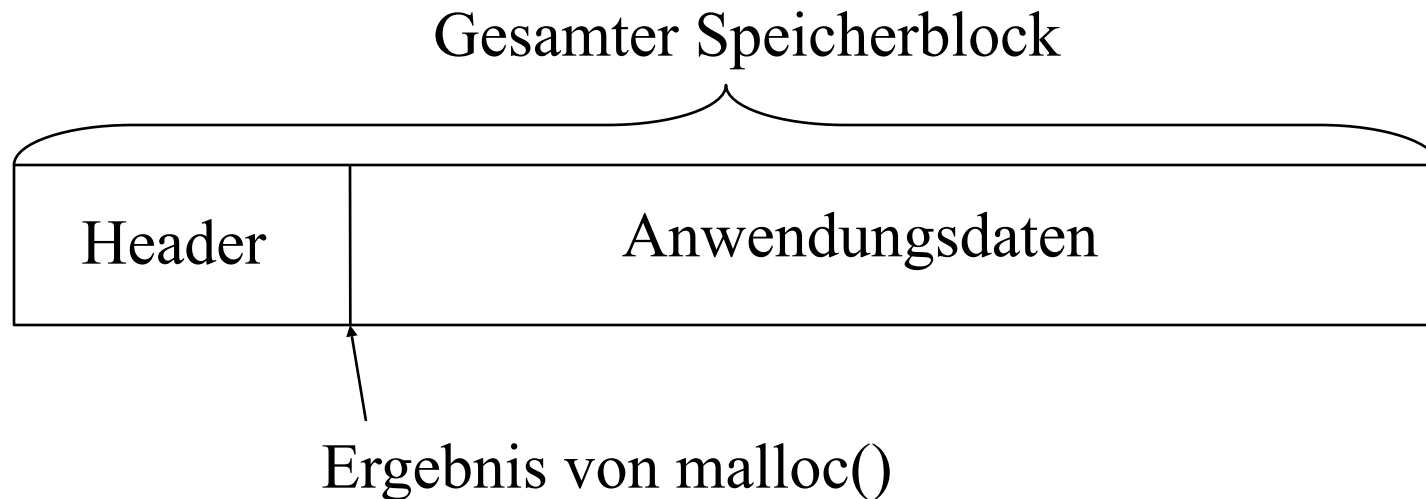 Gesamter Speicherblock
Header
Anwendungsdaten
Ergebnis von malloc()